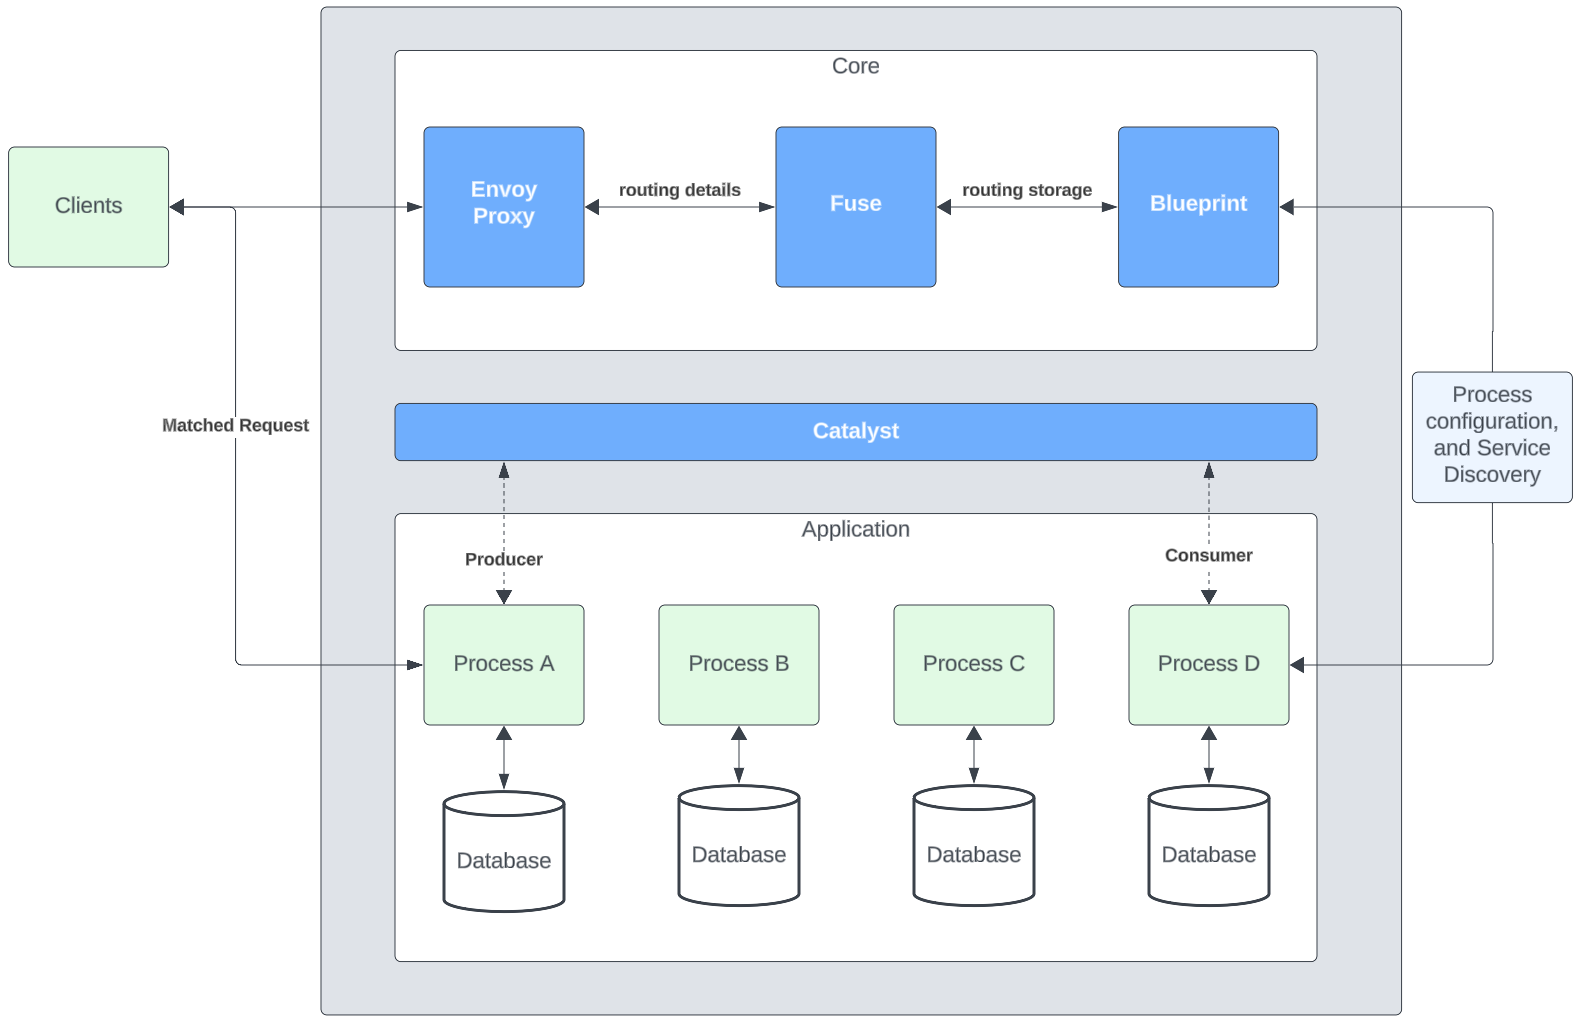 Core
Clients
Envoy
Proxy
routing details
Fuse
routing storage
Blueprint
Matched Request
Catalyst
Process
configuration,
and Service
Discovery
Application
Producer
Consumer
Process A
Process B
Process C
Process D
Database
Database
Database
Database